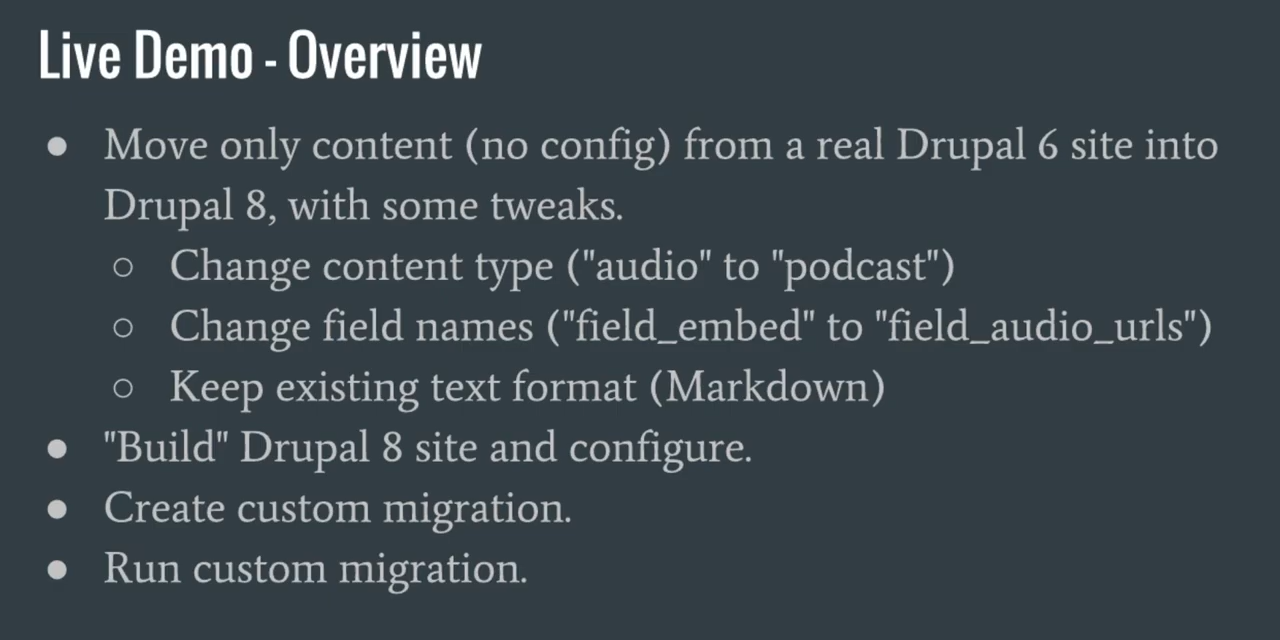 Live Demo - Overview
● Move only content (no config) from a real Drupal 6 site into
Drupal 8, with some tweaks.
○ Change content type ("audio" to "podcast")
○ Change field names ("field_embed" to "field_audio_urls")
○ Keep existing text format (Markdown)
● "Build" Drupal 8 site and configure.
● Create custom migration.
● Run custom migration.